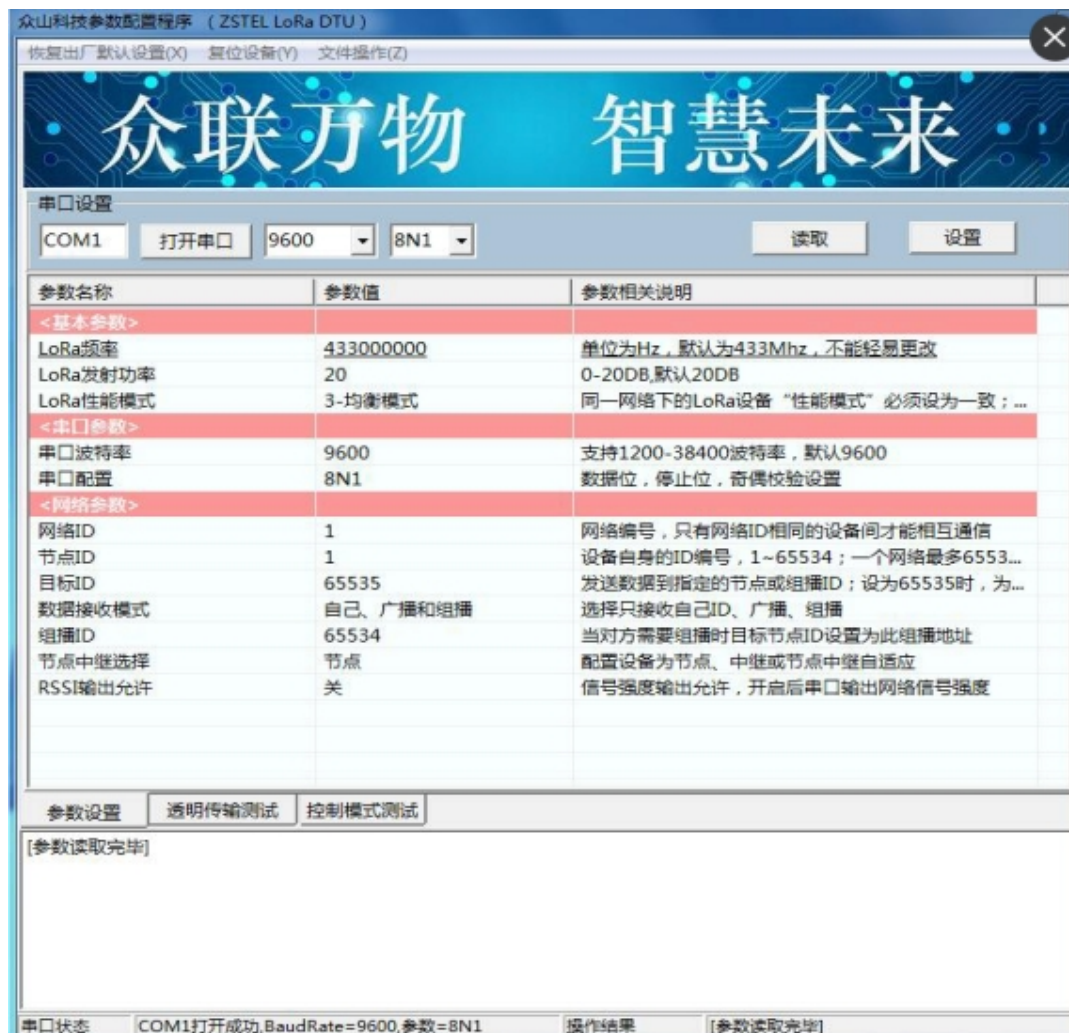 众山科技参数配置程序 （ZSTEL LoRa DTU）
恢复出厂默认设置(X) 复位设备(Y) 文件操作(Z)
众联万物 智慧未来
串口设置
COM1 打开串口 9600 8N1 读取 设置
参数名称 参数值 参数相关说明
<基本参数>
LoRa频率 433000000 单位为Hz，默认为433Mhz，不能轻易更改
LoRa发射功率 20 0-20DB,默认20DB
LoRa性能模式 3-均衡模式 同一网络下的LoRa设备“性能模式”必须设为一致；...
<串口参数>
串口波特率 9600 支持1200-38400波特率，默认9600
串口配置 8N1 数据位，停止位，奇偶校验设置
<网络参数>
网络ID 1 网络编号，只有网络ID相同的设备间才能相互通信
节点ID 1 设备自身的ID编号，1~65534；一个网络最多6553...
目标ID 65535 发送数据到指定的节点或组播ID；设为65535时，为...
数据接收模式 自己、广播和组播 选择只接收自己ID、广播、组播
组播ID 65534 当对方需要组播时目标节点ID设置为此组播地址
节点中继选择 节点 配置设备为节点、中继或节点中继自适应
RSSI输出允许 关 信号强度输出允许，开启后串口输出网络信号强度
参数设置 透明传输测试 控制模式测试
[参数读取完毕]
串口状态 COM1打开成功,BaudRate=9600,参数=8N1 操作结果 [参数读取完毕]